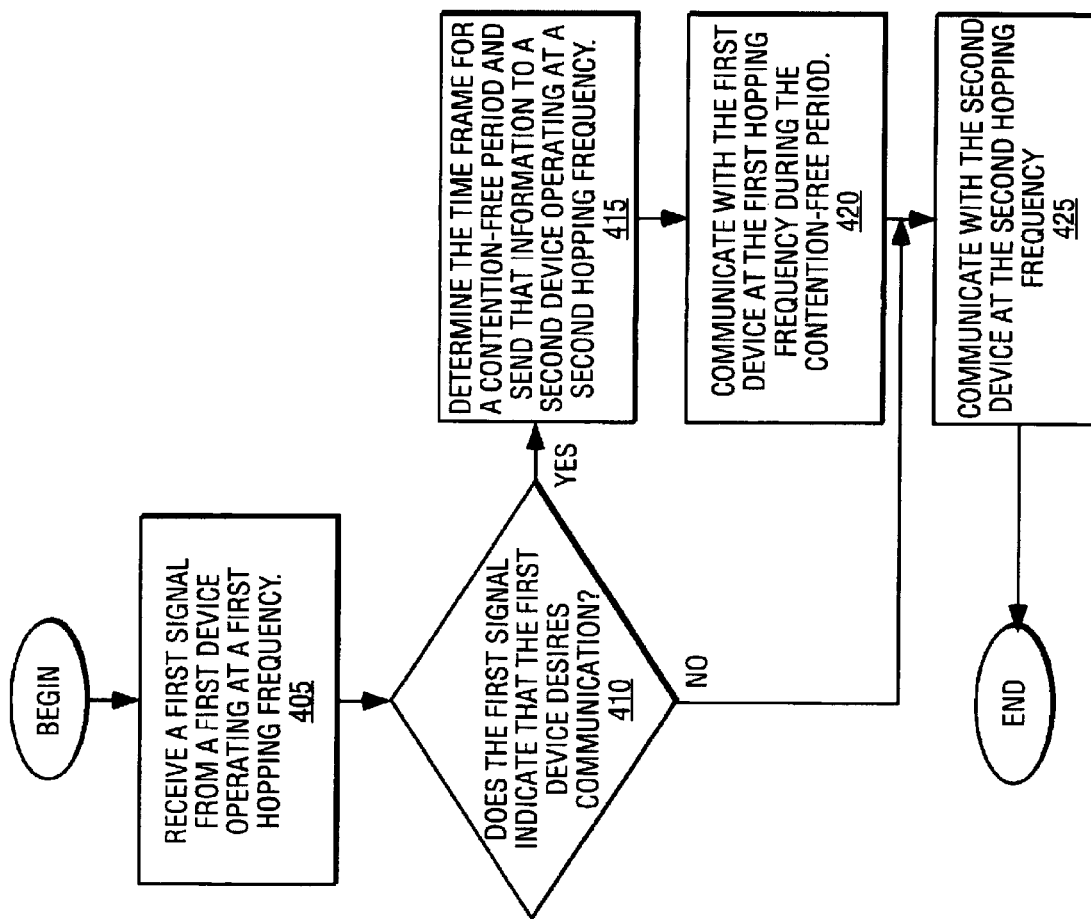 BEGIN
RECEIVE A FIRST SIGNAL
FROM A FIRST DEVICE
OPERATING AT A FIRST
HOPPING FREQUENCY.
405
DOES THE FIRST SIGNAL
INDICATE THAT THE FIRST
DEVICE DESIRES
COMMUNICATION?
410
YES
NO
DETERMINE THE TIME FRAME FOR
A CONTENTION-FREE PERIOD AND
SEND THAT INFORMATION TO A
SECOND DEVICE OPERATING AT A
SECOND HOPPING FREQUENCY.
415
COMMUNICATE WITH THE FIRST
DEVICE AT THE FIRST HOPPING
FREQUENCY DURING THE
CONTENTION-FREE PERIOD.
420
COMMUNICATE WITH THE SECOND
DEVICE AT THE SECOND HOPPING
FREQUENCY
425
END